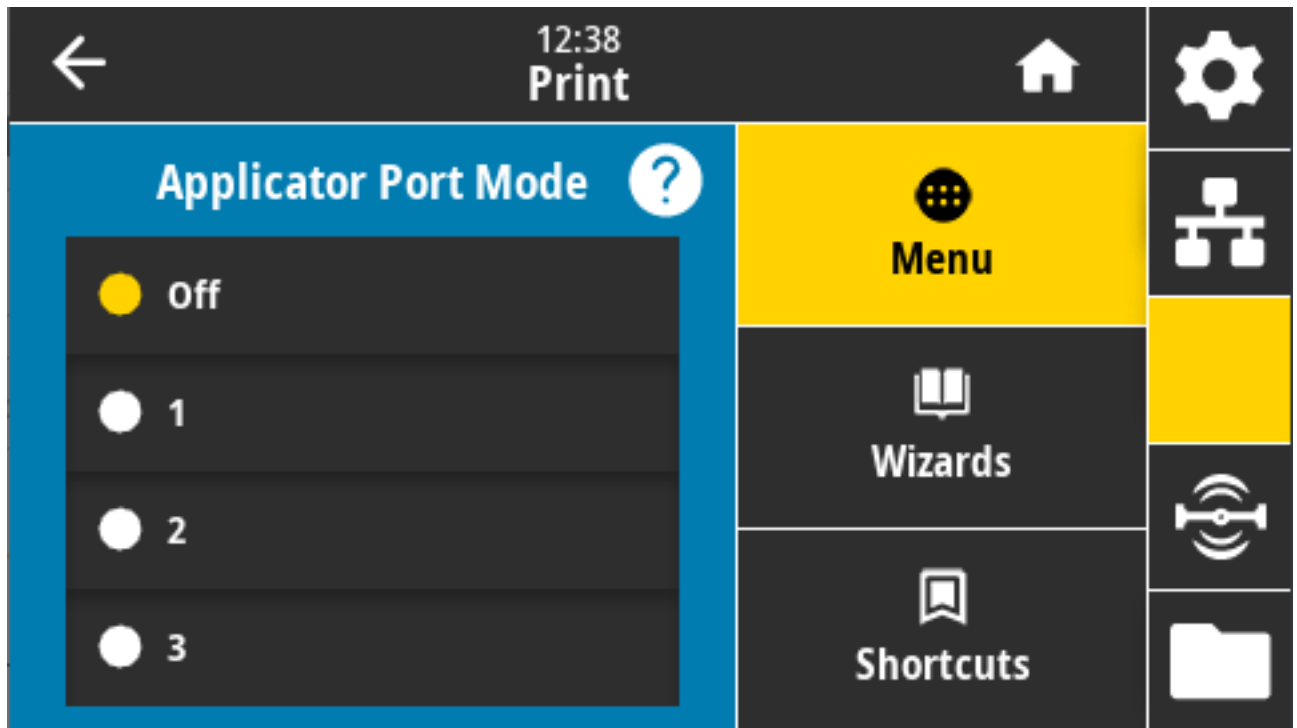 12:38
Print
Applicator Port Mode ?
Off
1
2
3
Menu
Wizards
Shortcuts